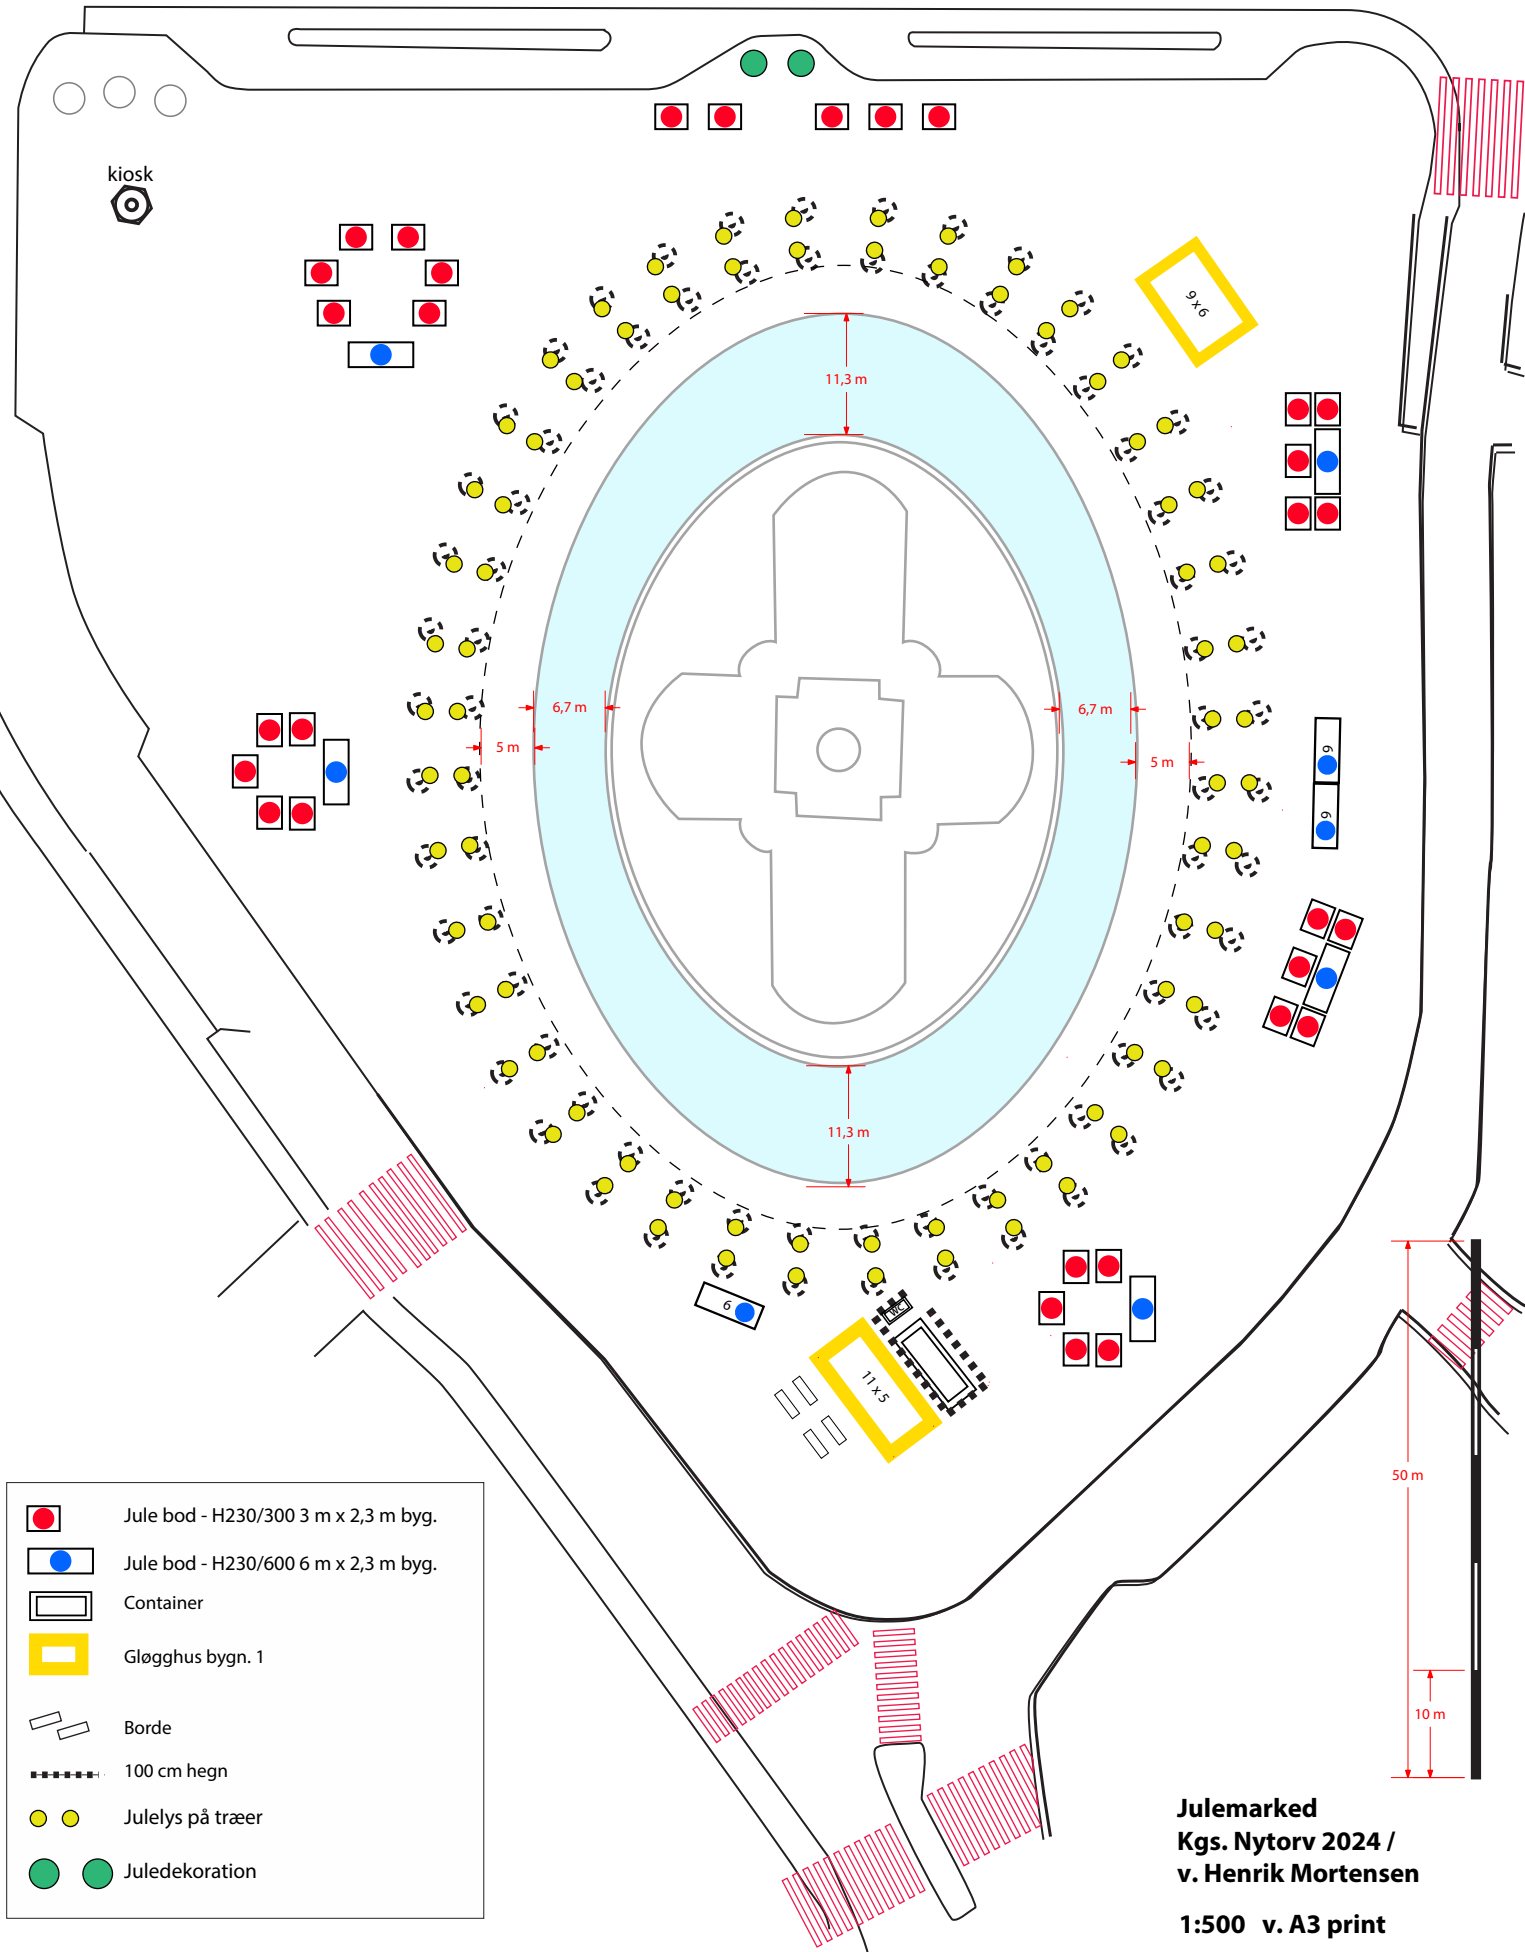 kiosk
9 x 6
11,3 m
6,7 m
6,7 m
5 m
5 m
6
6
11,3 m
6
WC
11 x 5
50 m
10 m
Jule bod - H230/300 3 m x 2,3 m byg.
Jule bod - H230/600 6 m x 2,3 m byg.
Container
Gløgghus bygn. 1
Borde
100 cm hegn
Julelys på træer
Juledekoration
Julemarked
Kgs. Nytorv 2024 /
v. Henrik Mortensen
1:500 v. A3 print